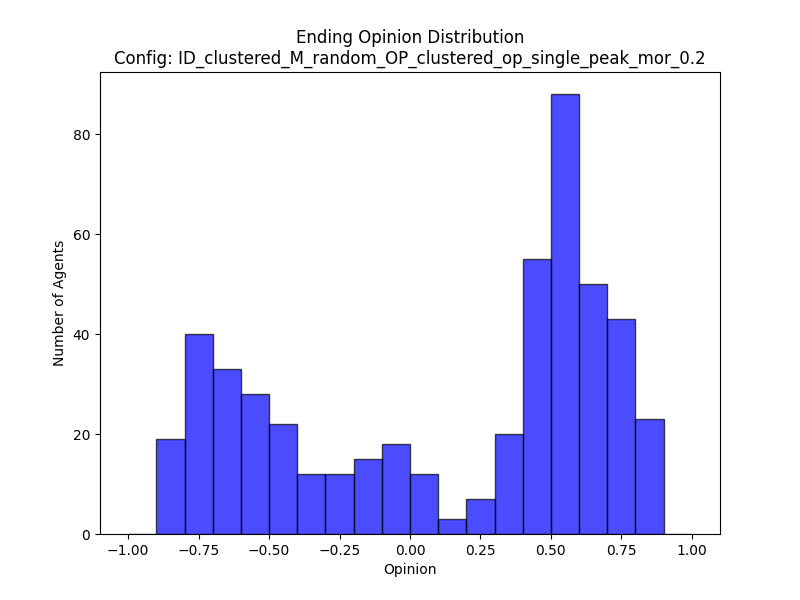 Ending Opinion Distribution
Config: ID_clustered_M_random_OP_clustered_op_single_peak_mor_0.2
80
60
40
20
0
Number of Agents
−1.00 −0.75 −0.50 −0.25 0.00 0.25 0.50 0.75 1.00
Opinion